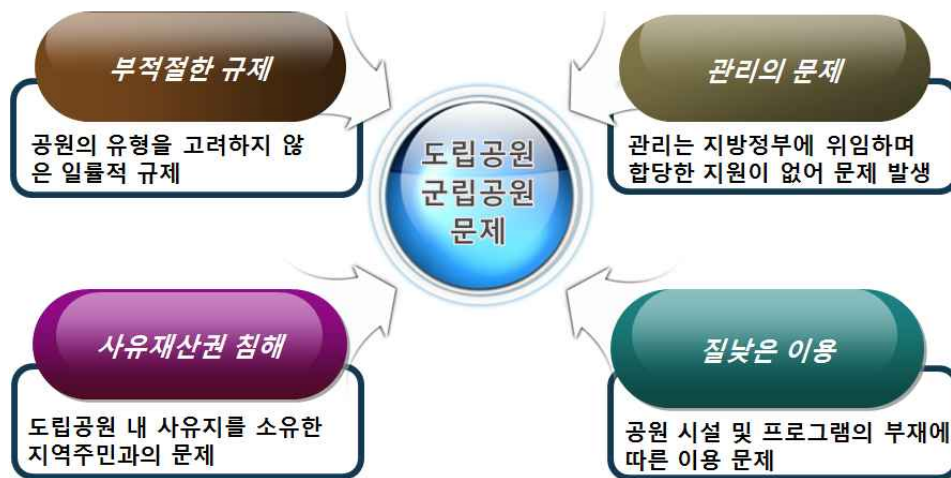 부적절한 규제
공원의 유형을 고려하지 않
은 일률적 규제
관리의 문제
관리는 지방정부에 위임하며
합당한 지원이 없어 문제 발생
도립공원
군립공원
문제
사유재산권 침해
도립공원 내 사유지를 소유한
지역주민과의 문제
질낮은 이용
공원 시설 및 프로그램의 부재에
따른 이용 문제